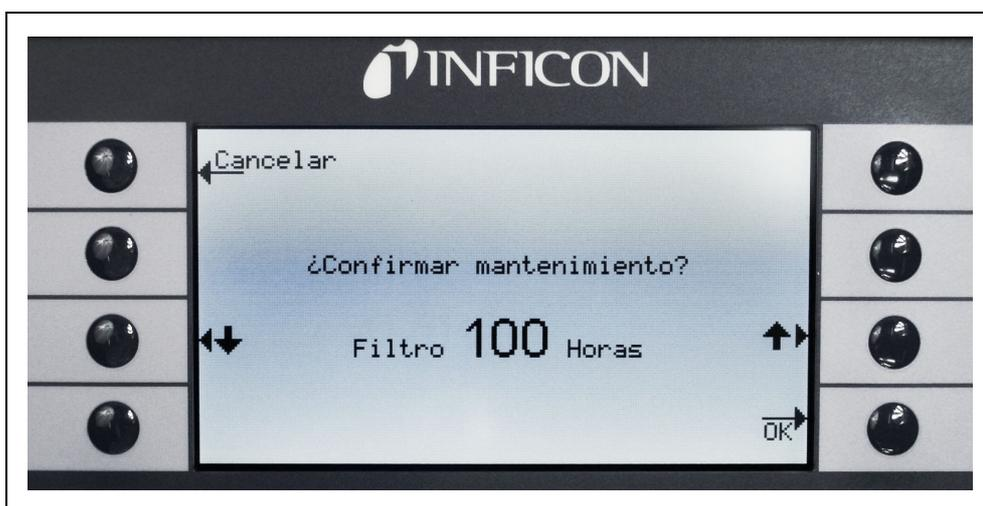 INFICON
Cancelar
¿Confirmar mantenimiento?
Filtro 100 Horas
OK